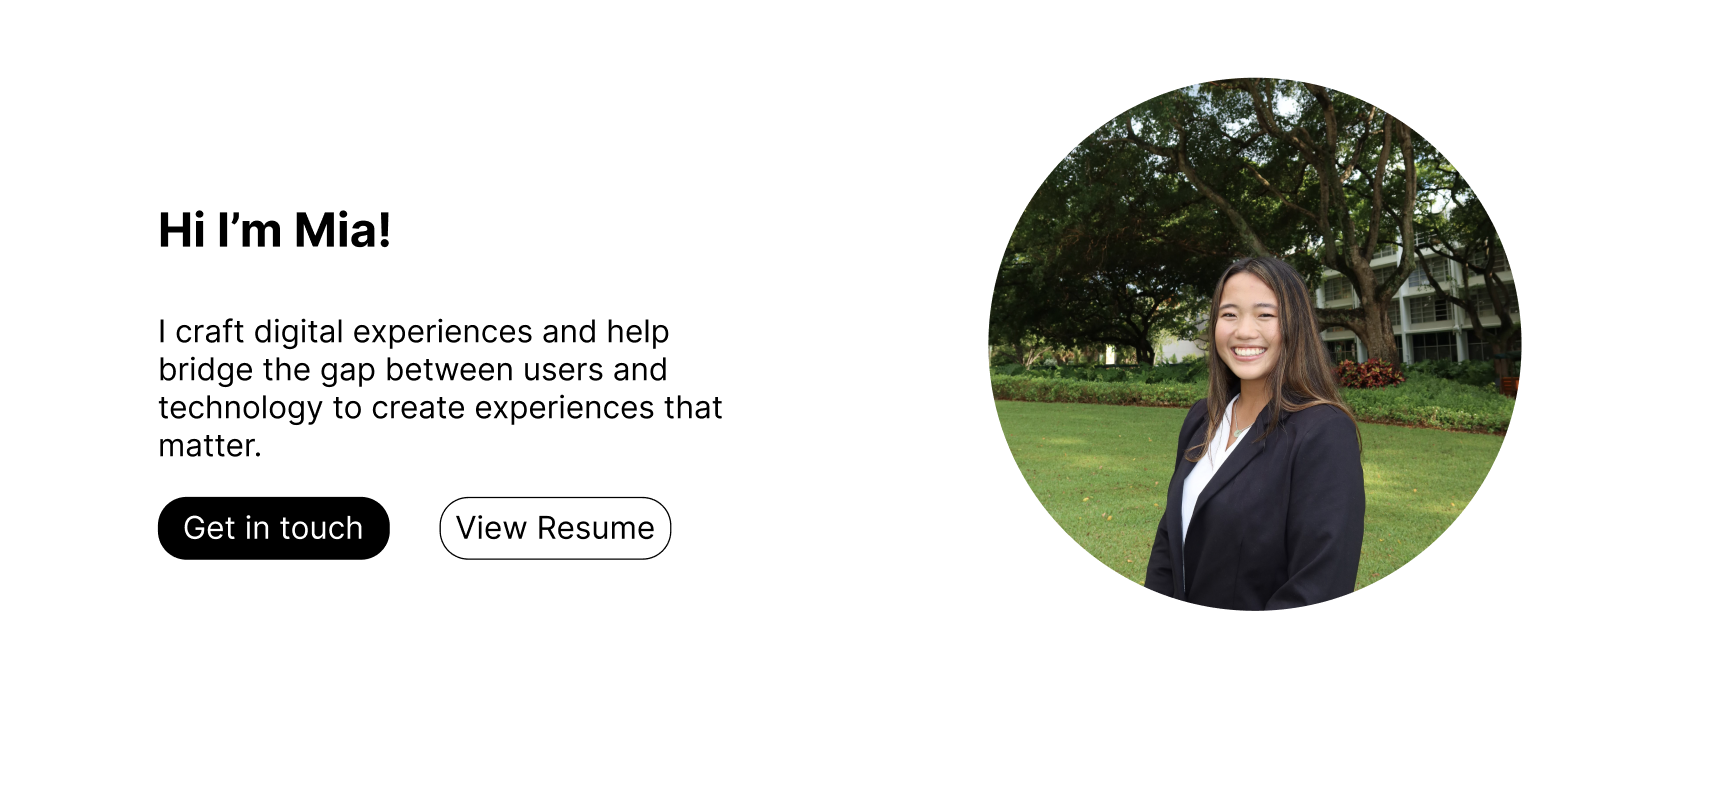 Hi I’m Mia!
I craft digital experiences and help
bridge the gap between users and
technology to create experiences that
matter.
Get in touch
View Resume